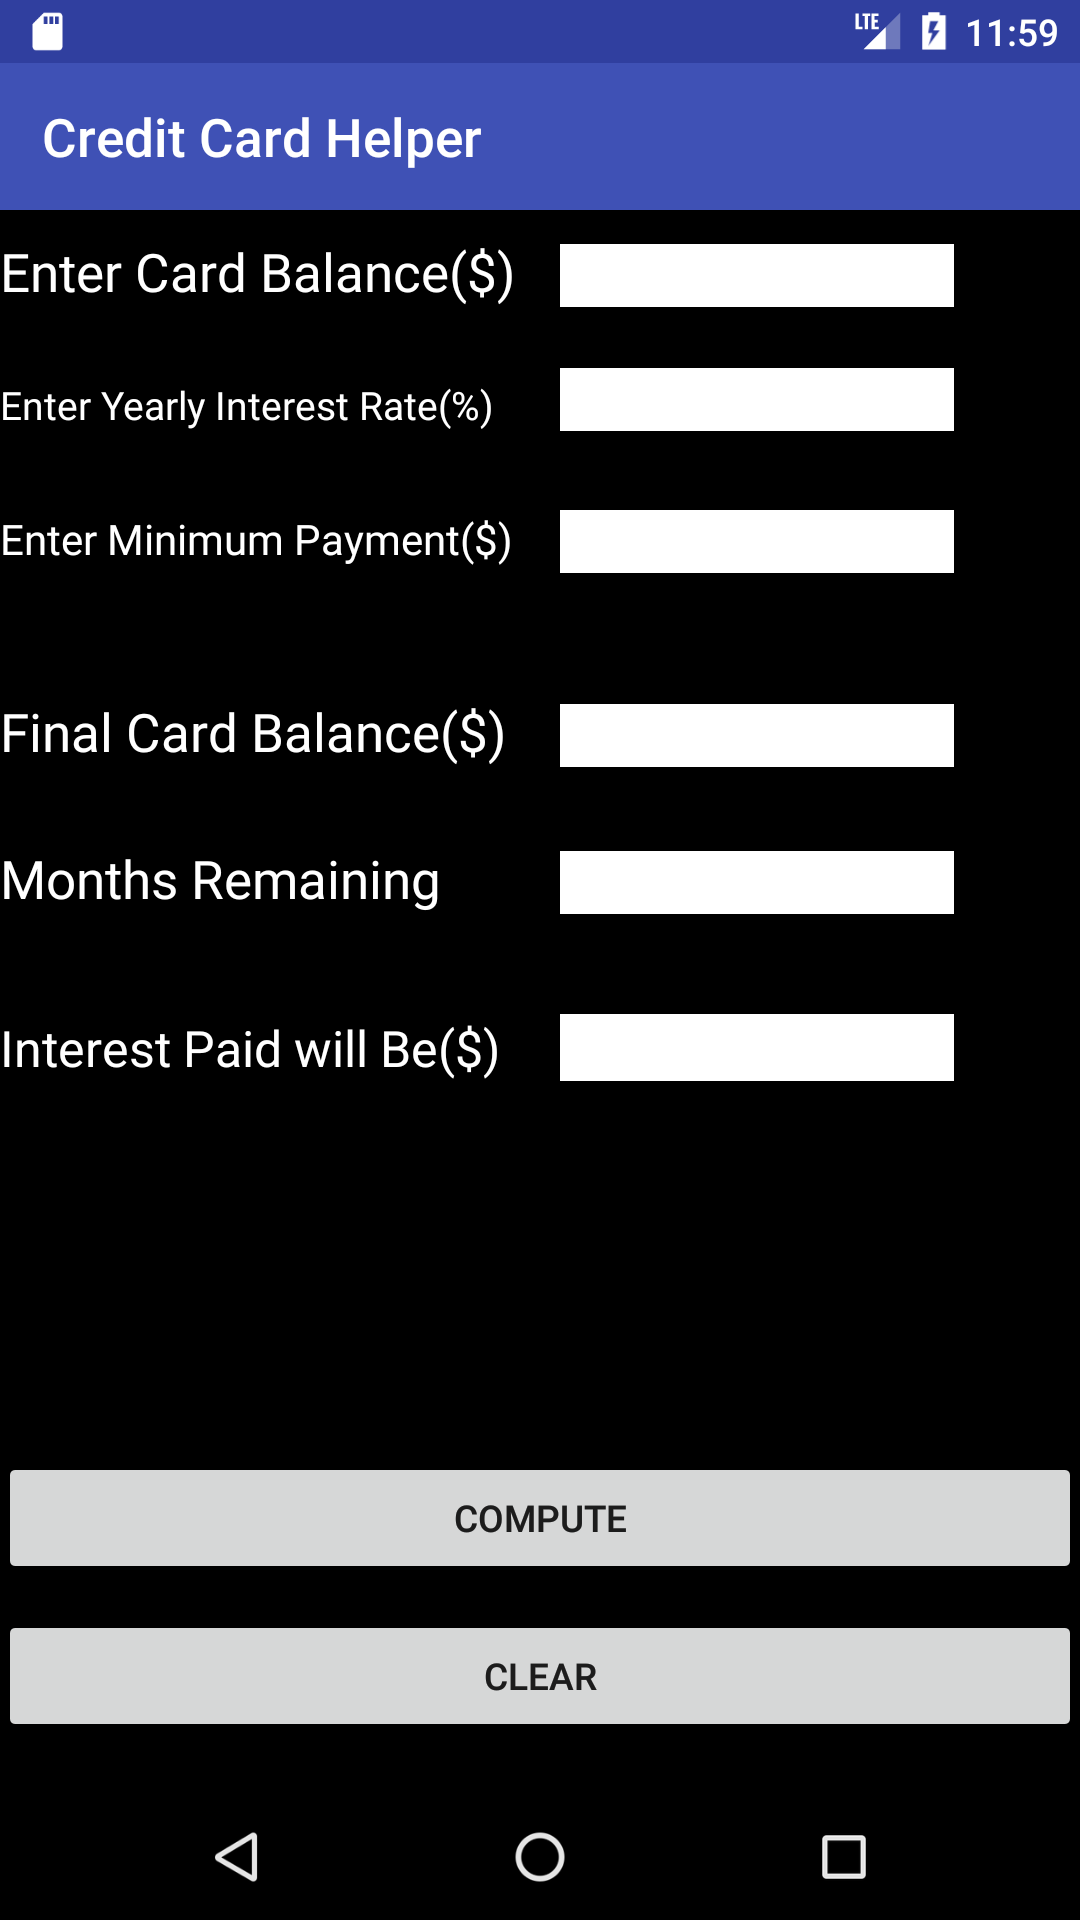 LTE 11:59
Credit Card Helper
Enter Card Balance($)
Enter Yearly Interest Rate(%)
Enter Minimum Payment($)
Final Card Balance($)
Months Remaining
Interest Paid will Be($)
COMPUTE
CLEAR